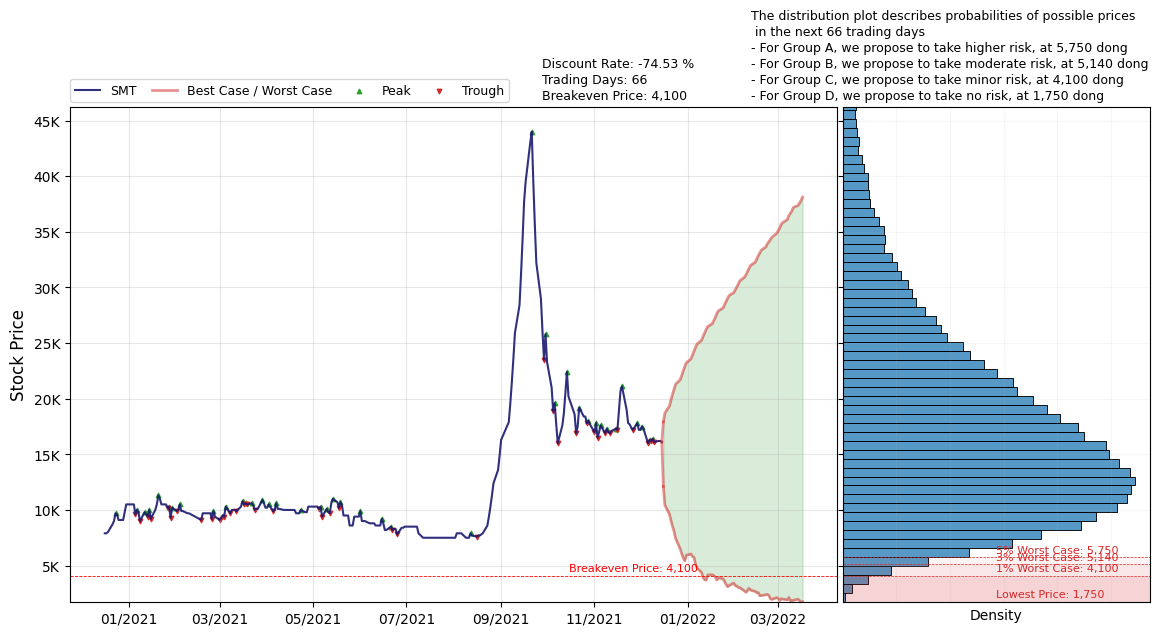 The distribution plot describes probabilities of possible prices
in the next 66 trading days
- For Group A, we propose to take higher risk, at 5,750 dong
- For Group B, we propose to take moderate risk, at 5,140 dong
- For Group C, we propose to take minor risk, at 4,100 dong
- For Group D, we propose to take no risk, at 1,750 dong
Discount Rate: -74.53 %
Trading Days: 66
Breakeven Price: 4,100
SMT
Best Case / Worst Case
Peak
Trough
Stock Price
45K
40K
35K
30K
25K
20K
15K
10K
5K
Breakeven Price: 4,100
01/2021
03/2021
05/2021
07/2021
09/2021
11/2021
01/2022
03/2022
5% Worst Case: 5,750
3% Worst Case: 5,140
1% Worst Case: 4,100
Lowest Price: 1,750
Density